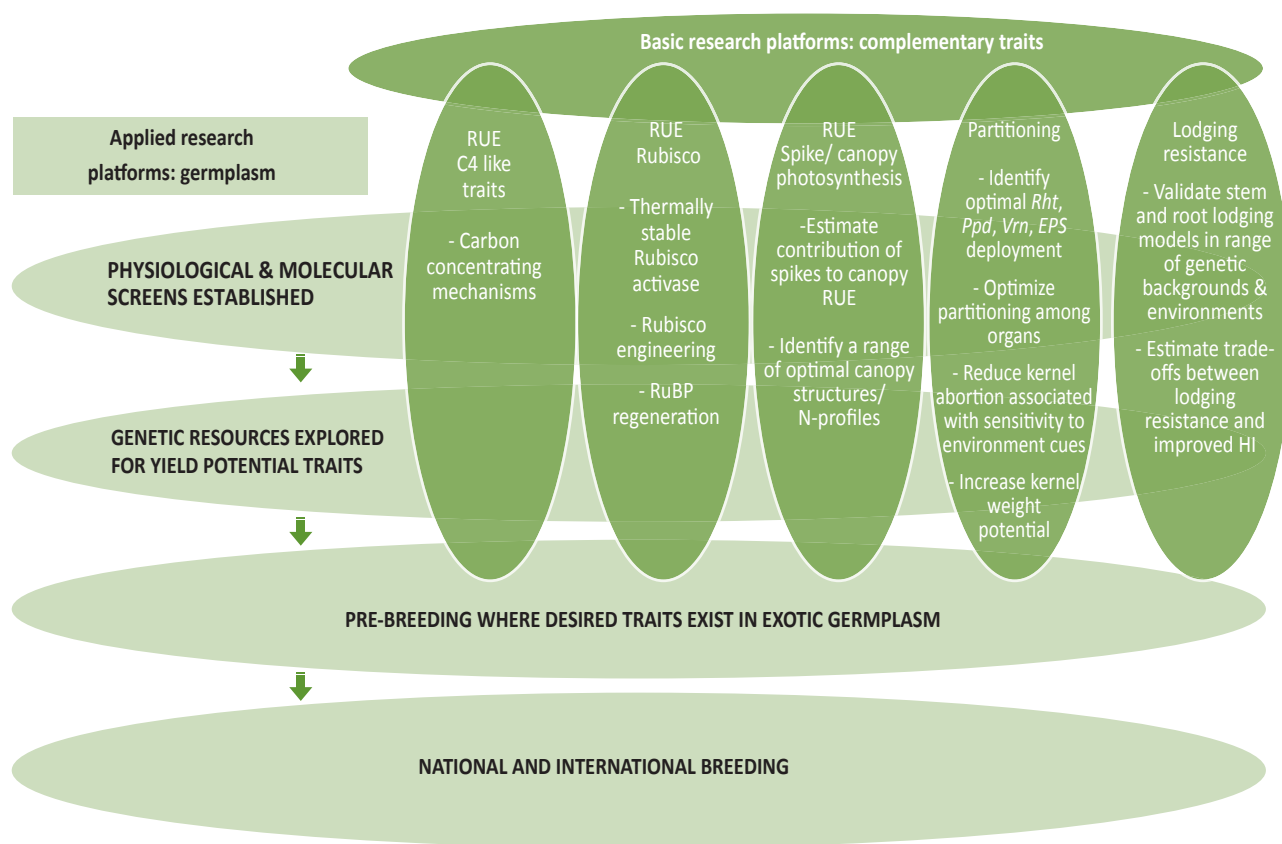 Basic research platforms: complementary traits
Applied research
platforms: germplasm
RUE
C4 like
traits
- Carbon
concentrating
mechanisms
RUE
Rubisco
- Thermally
stable
Rubisco
activase
- Rubisco
engineering
- RuBP
regeneration
RUE
Spike/ canopy
photosynthesis
-Estimate
contribution of
spikes to canopy
RUE
- Identify a range
of optimal canopy
structures/
N-profiles
Partitioning
- Identify
optimal Rht,
Ppd, Vrn, EPS
deployment
- Optimize
partitioning among
organs
- Reduce kernel
abortion associated
with sensitivity to
environment cues
- Increase kernel
weight
potential
Lodging
resistance
- Validate stem
and root lodging
models in range
of genetic
backgrounds &
environments
- Estimate trade-
offs between
lodging
resistance and
improved HI
PHYSIOLOGICAL & MOLECULAR
SCREENS ESTABLISHED
GENETIC RESOURCES EXPLORED
FOR YIELD POTENTIAL TRAITS
PRE-BREEDING WHERE DESIRED TRAITS EXIST IN EXOTIC GERMPLASM
NATIONAL AND INTERNATIONAL BREEDING